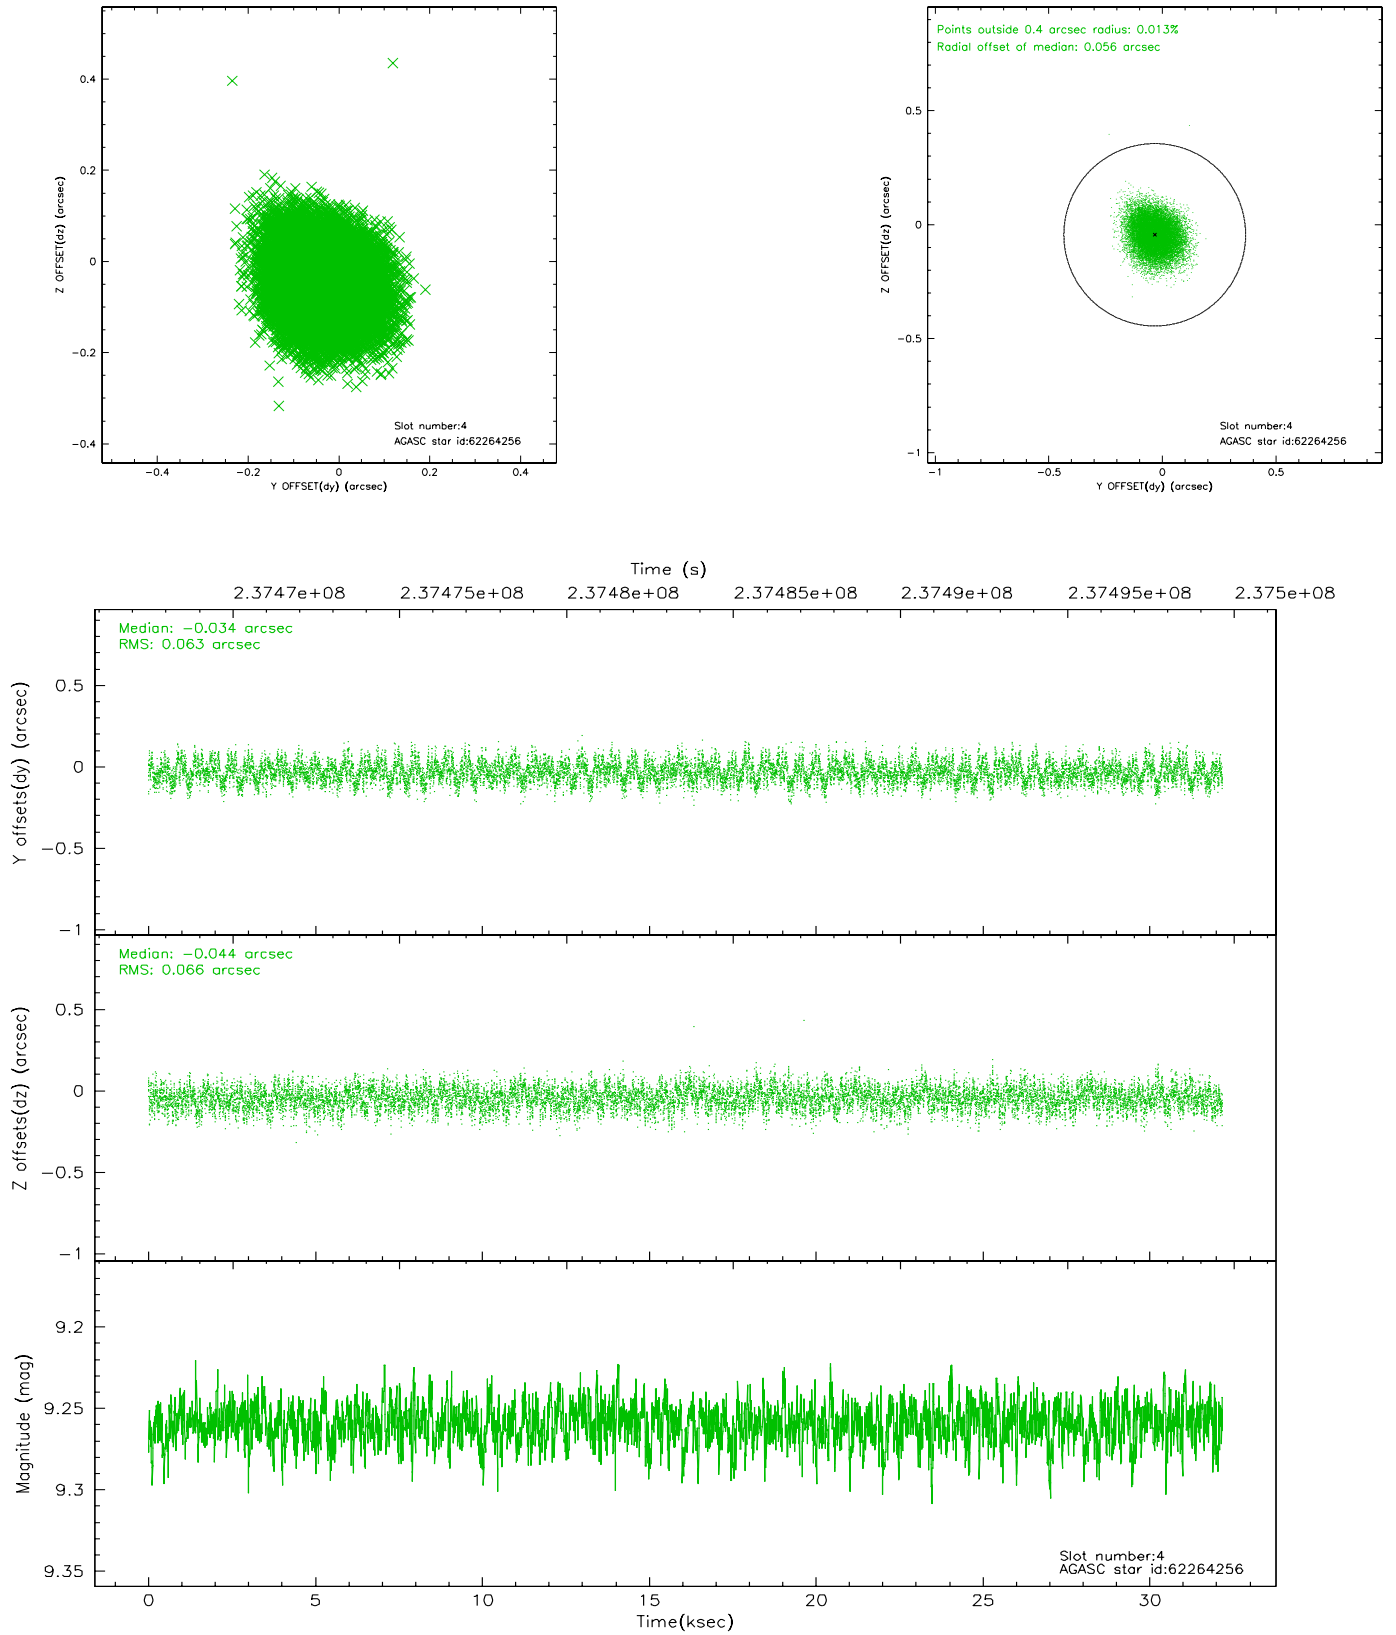 0.4
0.2
0
-0.2
-0.4
Z OFFSET(dz) (arcsec)
Slot number:4
AGASC star id:62264256
-0.4 -0.2 0 0.2 0.4
Y OFFSET(dy) (arcsec)
Points outside 0.4 arcsec radius: 0.013%
Radial offset of median: 0.056 arcsec
0.5
0
-0.5
-1
Z OFFSET(dz) (arcsec)
Slot number:4
AGASC star id:62264256
-1 -0.5 0 0.5
Y OFFSET(dy) (arcsec)
Time (s)
2.3747e+08 2.37475e+08 2.3748e+08 2.37485e+08 2.3749e+08 2.37495e+08 2.375e+08
Median: -0.034 arcsec
RMS: 0.063 arcsec
0.5
0
-0.5
-1
Y offsets(dy) (arcsec)
Median: -0.044 arcsec
RMS: 0.066 arcsec
0.5
0
-0.5
-1
Z offsets(dz) (arcsec)
9.2
9.25
9.3
9.35
Magnitude (mag)
Slot number:4
AGASC star id:62264256
0 5 10 15 20 25 30
Time(ksec)